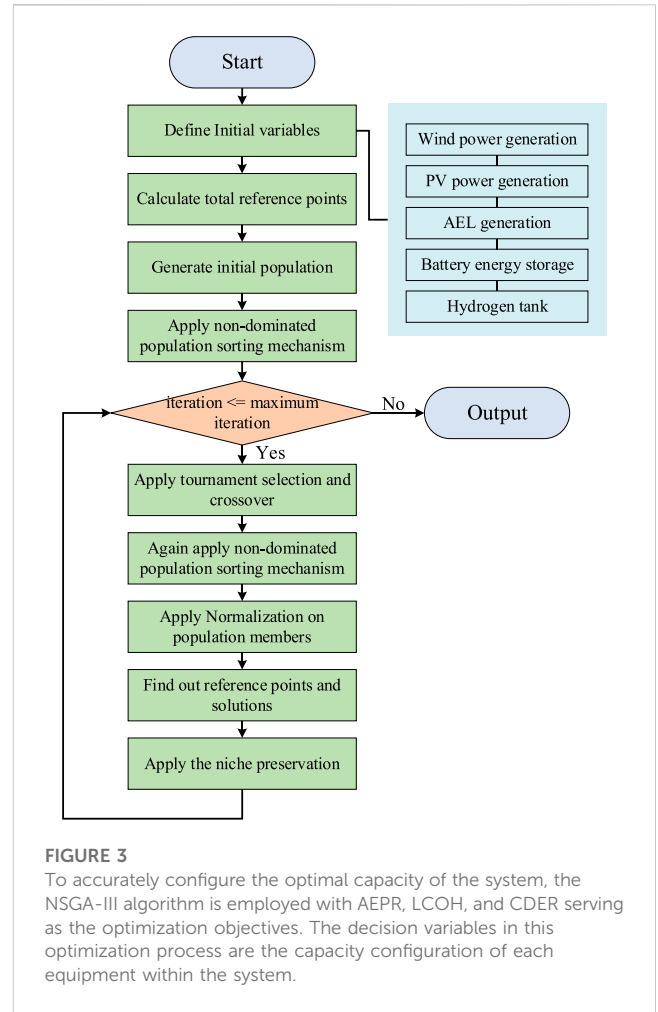 Start
Define Initial variables
Calculate total reference points
Generate initial population
Apply non-dominated
population sorting mechanism
iteration <= maximum
iteration
No
Output
Yes
Apply tournament selection and
crossover
Again apply non-dominated
population sorting mechanism
Apply Normalization on
population members
Find out reference points and
solutions
Apply the niche preservation
Wind power generation
PV power generation
AEL generation
Battery energy storage
Hydrogen tank
FIGURE 3
To accurately configure the optimal capacity of the system, the
NSGA-III algorithm is employed with AEPR, LCOH, and CDER serving
as the optimization objectives. The decision variables in this
optimization process are the capacity configuration of each
equipment within the system.